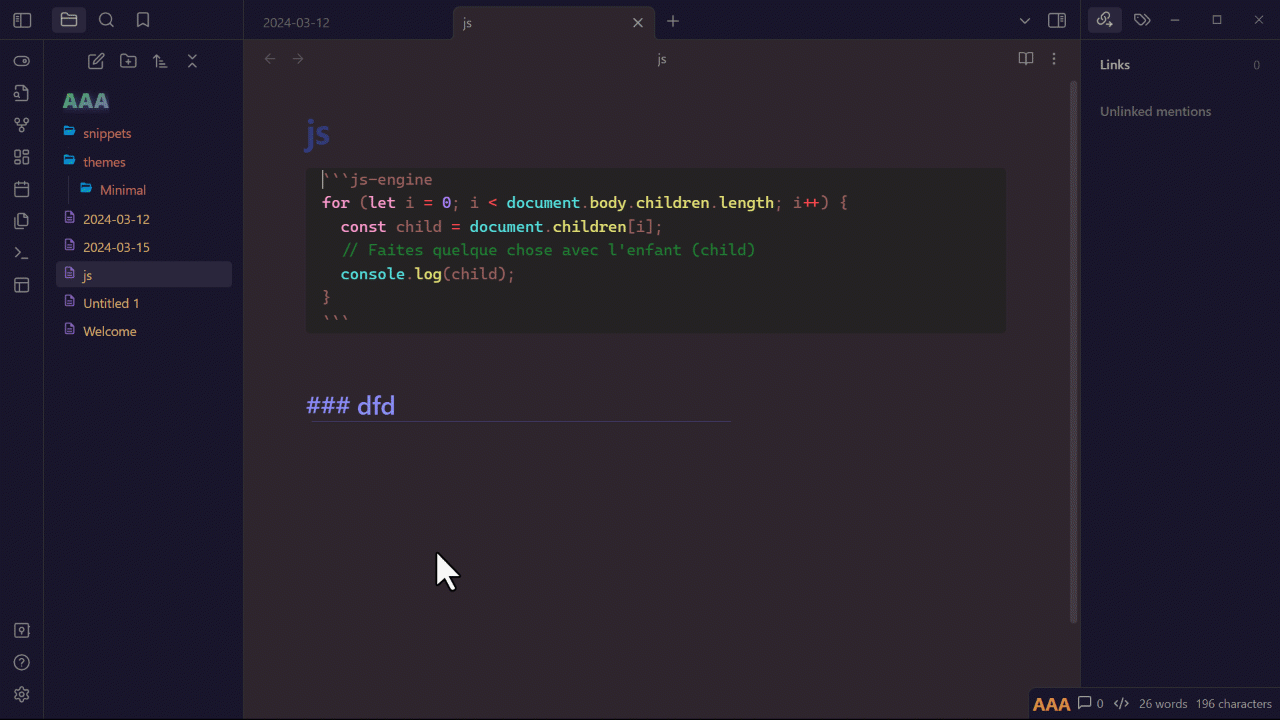 2024-03-12
js
js
Links
0
Unlinked mentions
AAA
snippets
themes
Minimal
2024-03-12
2024-03-15
js
Untitled 1
Welcome
js
```js-engine
for (let i = 0; i < document.body.children.length; i++) {
  const child = document.children[i];
  // Faites quelque chose avec l'enfant (child)
  console.log(child);
}
```
### dfd
AAA 0 </> 26 words 196 characters